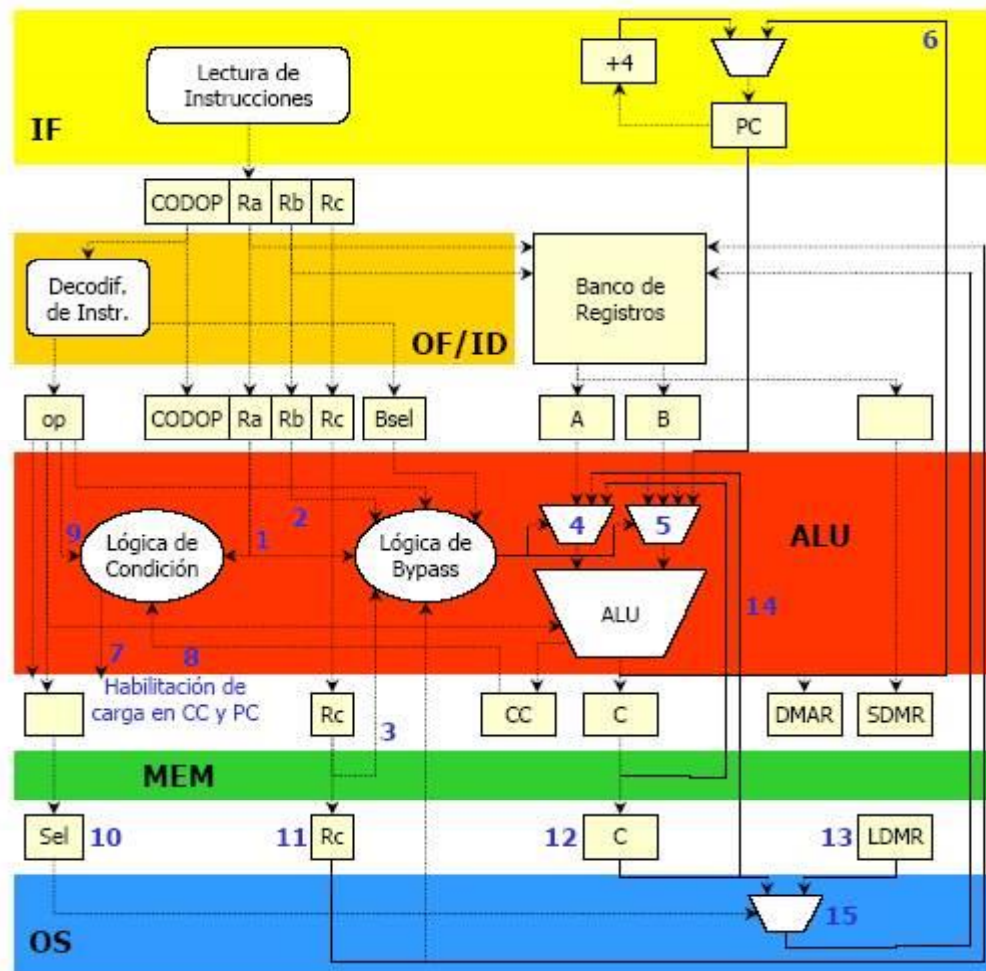 6
+4
Lectura de
Instrucciones
IF
PC
CODOP Ra Rb Rc
Decodif.
de Instr.
OF/ID
Banco de
Registros
op
CODOP Ra Rb Rc
Bsel
A
B
9
1
2
4
5
ALU
Lógica de
Condición
Lógica de
Bypass
ALU
14
7
8
Habilitación de
carga en CC y PC
Rc
3
CC
C
DMAR
SDMR
MEM
Sel
10
11
Rc
12
C
13
LDMR
15
OS